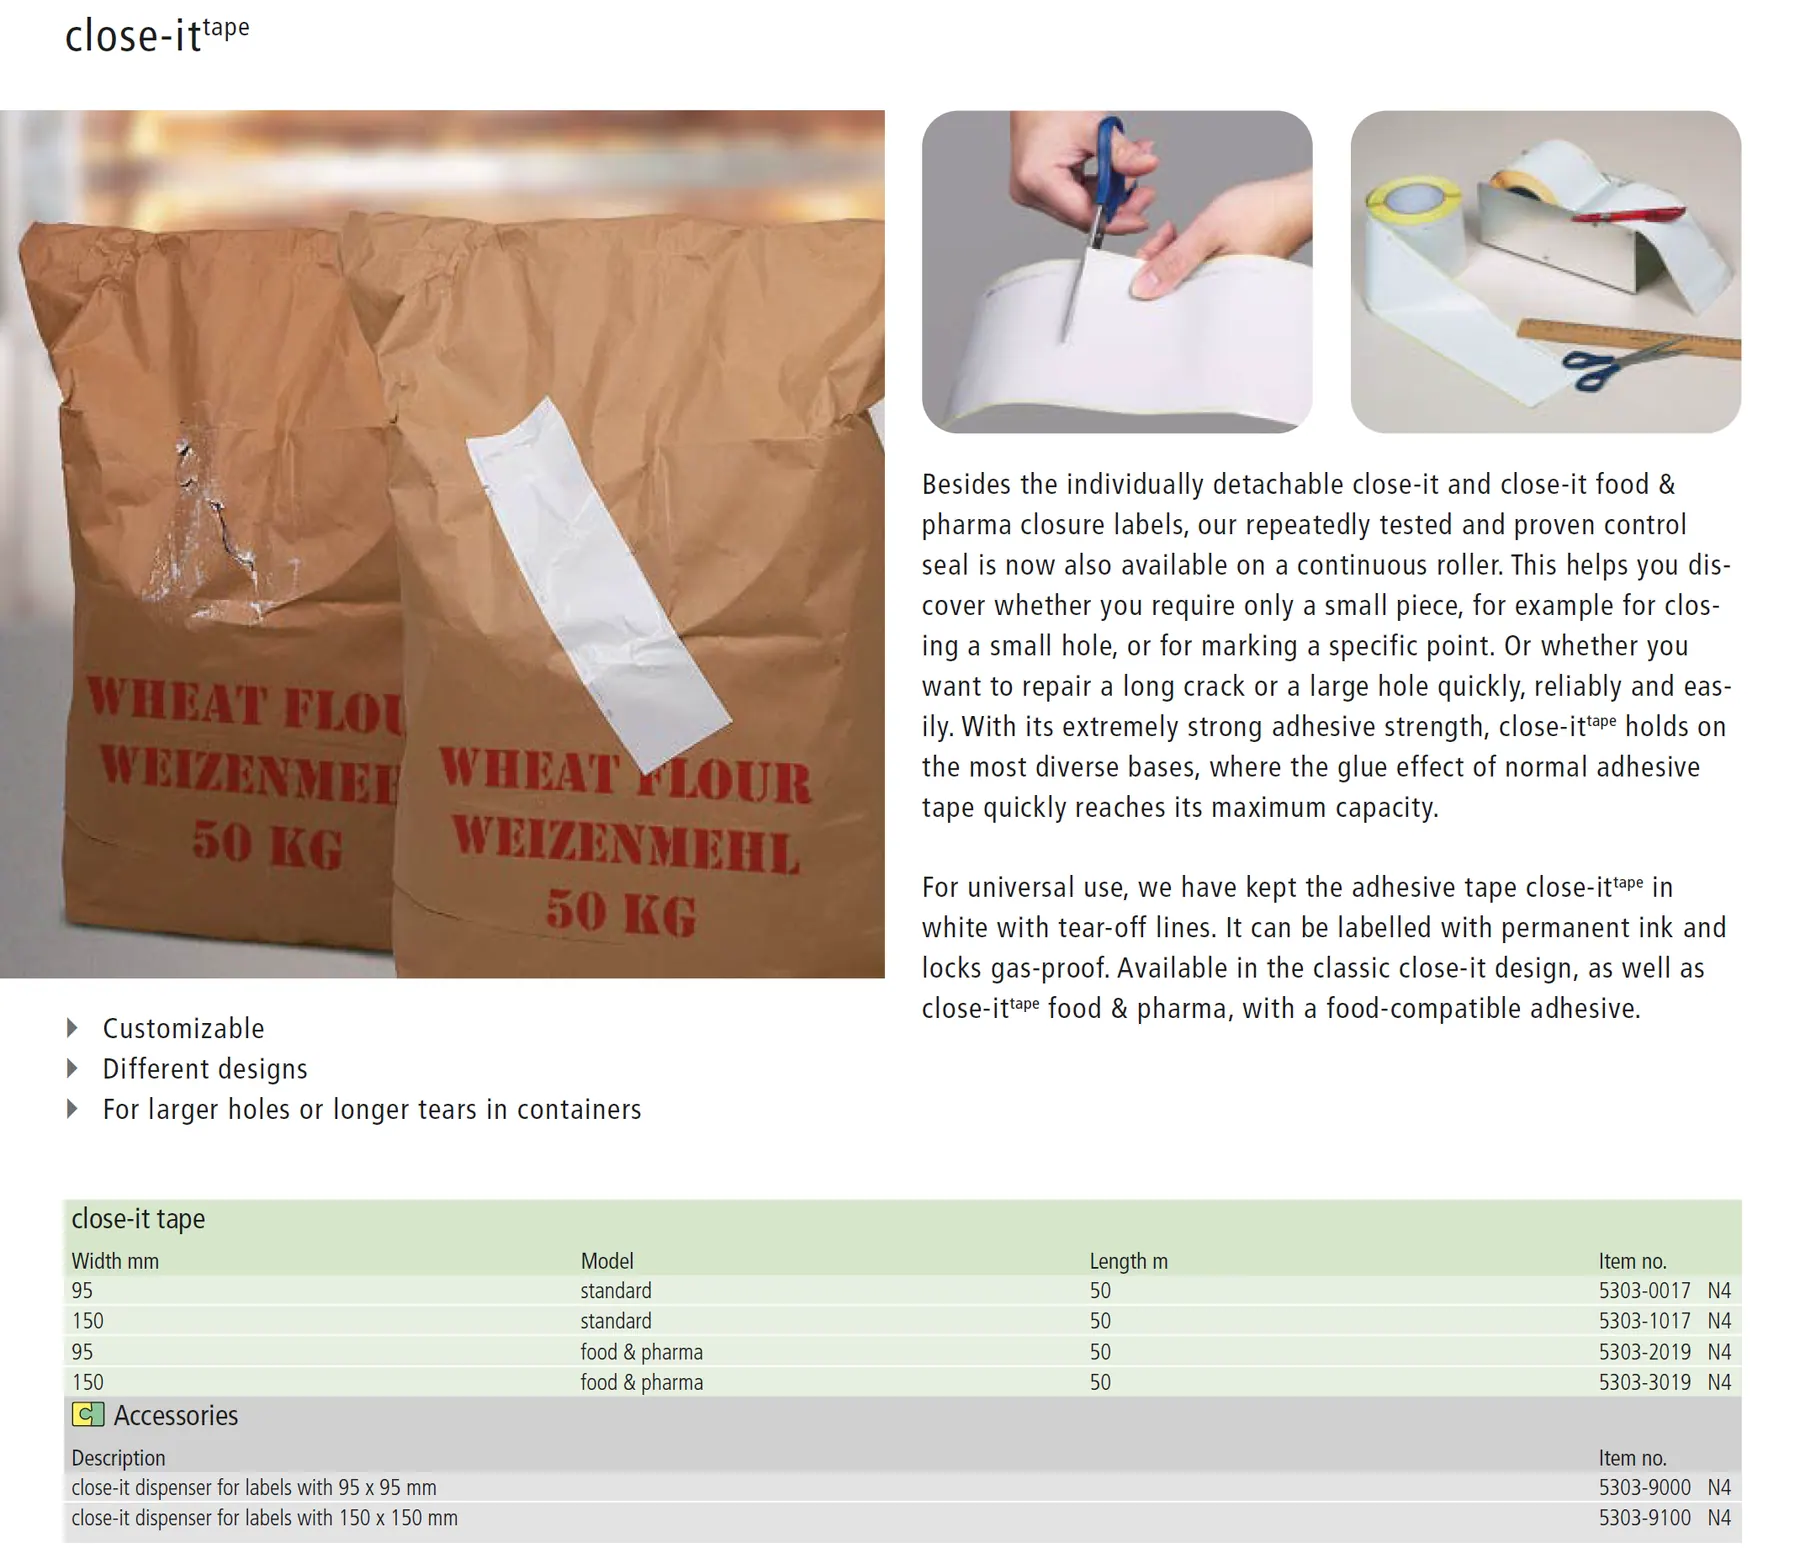 close-it tape
WHEAT FLOU
WEIZENMEH
50 KG
WHEAT FLOUR
WEIZENMEHL
50 KG
Besides the individually detachable close-it and close-it food &
pharma closure labels, our repeatedly tested and proven control
seal is now also available on a continuous roller. This helps you dis-
cover whether you require only a small piece, for example for clos-
ing a small hole, or for marking a specific point. Or whether you
want to repair a long crack or a large hole quickly, reliably and eas-
ily. With its extremely strong adhesive strength, close-it tape holds on
the most diverse bases, where the glue effect of normal adhesive
tape quickly reaches its maximum capacity.
For universal use, we have kept the adhesive tape close-it tape in
white with tear-off lines. It can be labelled with permanent ink and
locks gas-proof. Available in the classic close-it design, as well as
close-it tape food & pharma, with a food-compatible adhesive.
Customizable
Different designs
For larger holes or longer tears in containers
close-it tape
Width mm Model Length m Item no.
95 standard 50 5303-0017 N4
150 standard 50 5303-1017 N4
95 food & pharma 50 5303-2019 N4
150 food & pharma 50 5303-3019 N4
Accessories
Description Item no.
close-it dispenser for labels with 95 x 95 mm 5303-9000 N4
close-it dispenser for labels with 150 x 150 mm 5303-9100 N4